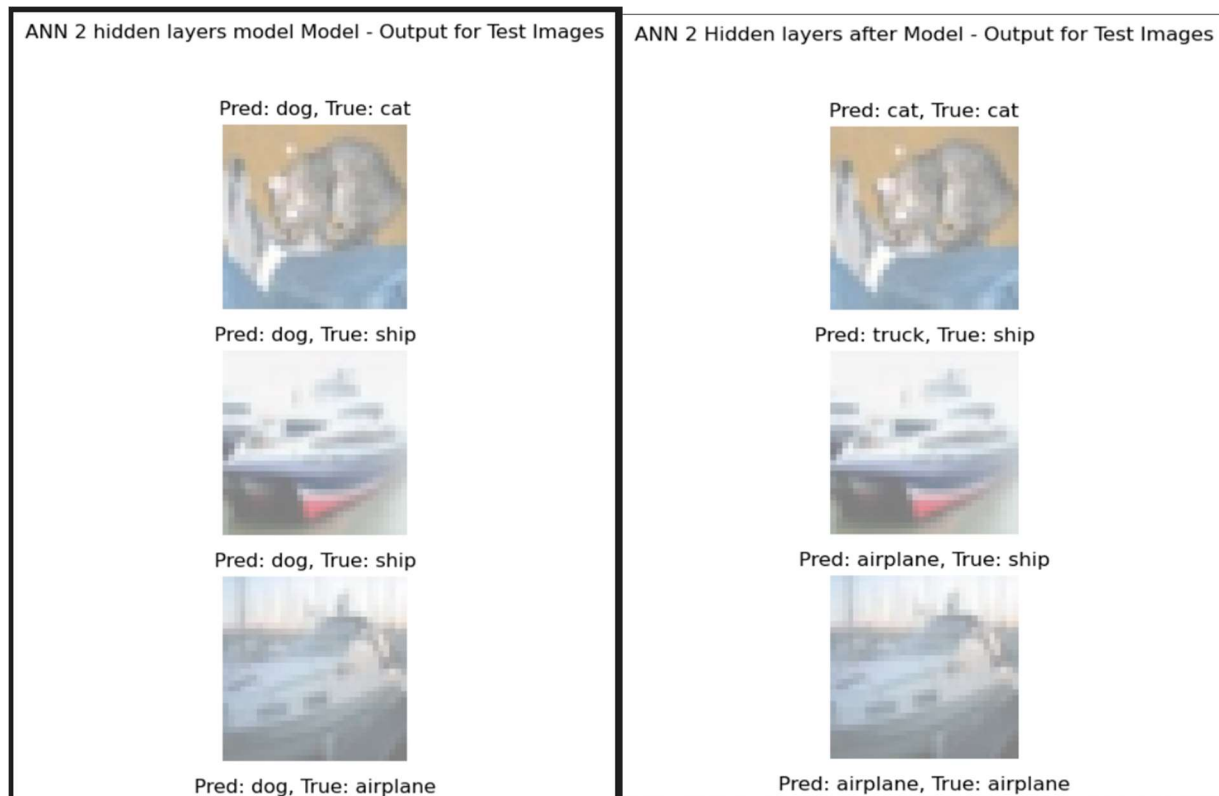 ANN 2 hidden layers model Model - Output for Test Images
Pred: dog, True: cat
Pred: dog, True: ship
Pred: dog, True: ship
Pred: dog, True: airplane
ANN 2 Hidden layers after Model - Output for Test Images
Pred: cat, True: cat
Pred: truck, True: ship
Pred: airplane, True: ship
Pred: airplane, True: airplane